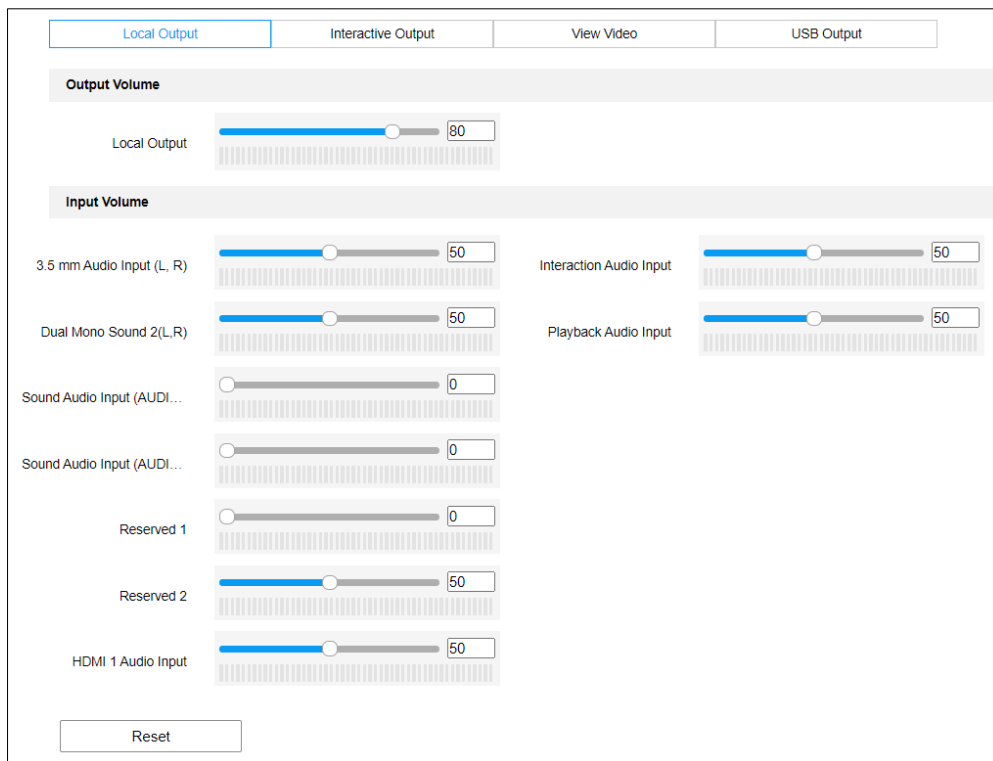 Local Output
Interactive Output
View Video
USB Output
Output Volume
Local Output
80
Input Volume
3.5 mm Audio Input (L, R)
50
Interaction Audio Input
50
Dual Mono Sound 2(L,R)
50
Playback Audio Input
50
Sound Audio Input (AUDI...
0
Sound Audio Input (AUDI...
0
Reserved 1
0
Reserved 2
50
HDMI 1 Audio Input
50
Reset